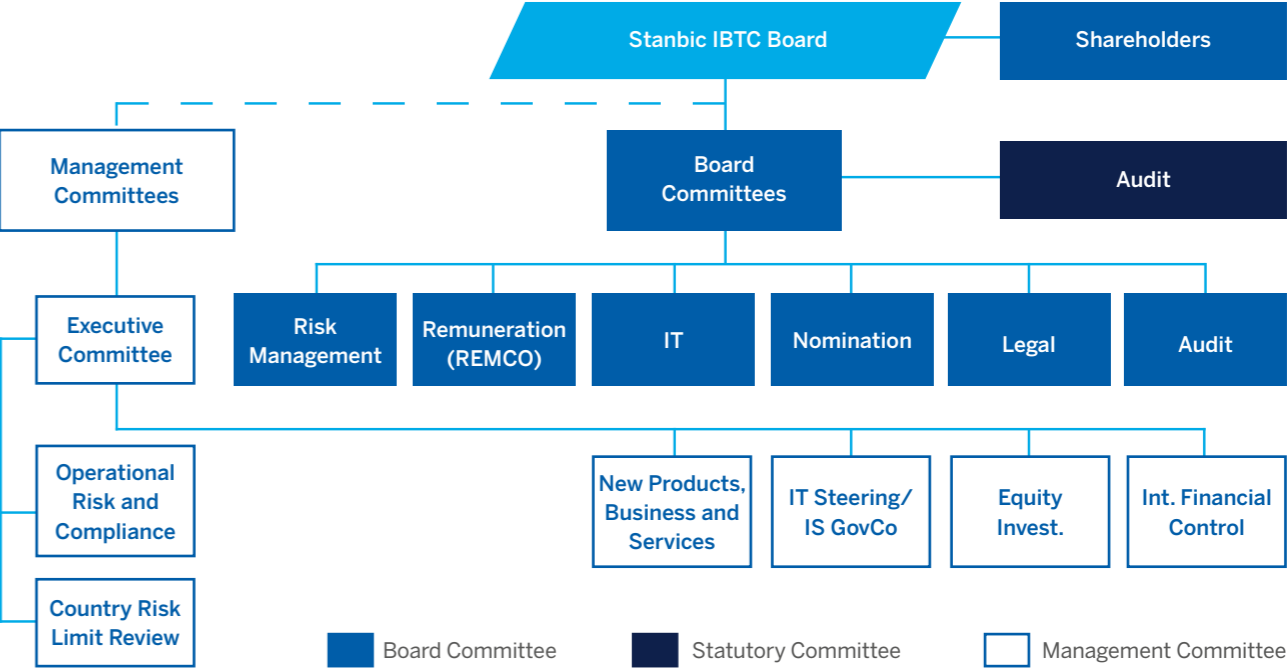 Stanbic IBTC Board
Shareholders
Management
Committees
Board
Committees
Audit
Executive
Committee
Risk
Management
Remuneration
(REMCO)
IT
Nomination
Legal
Audit
Operational
Risk and
Compliance
New Products,
Business and
Services
IT Steering/
IS GovCo
Equity
Invest.
Int. Financial
Control
Country Risk
Limit Review
Board Committee
Statutory Committee
Management Committee